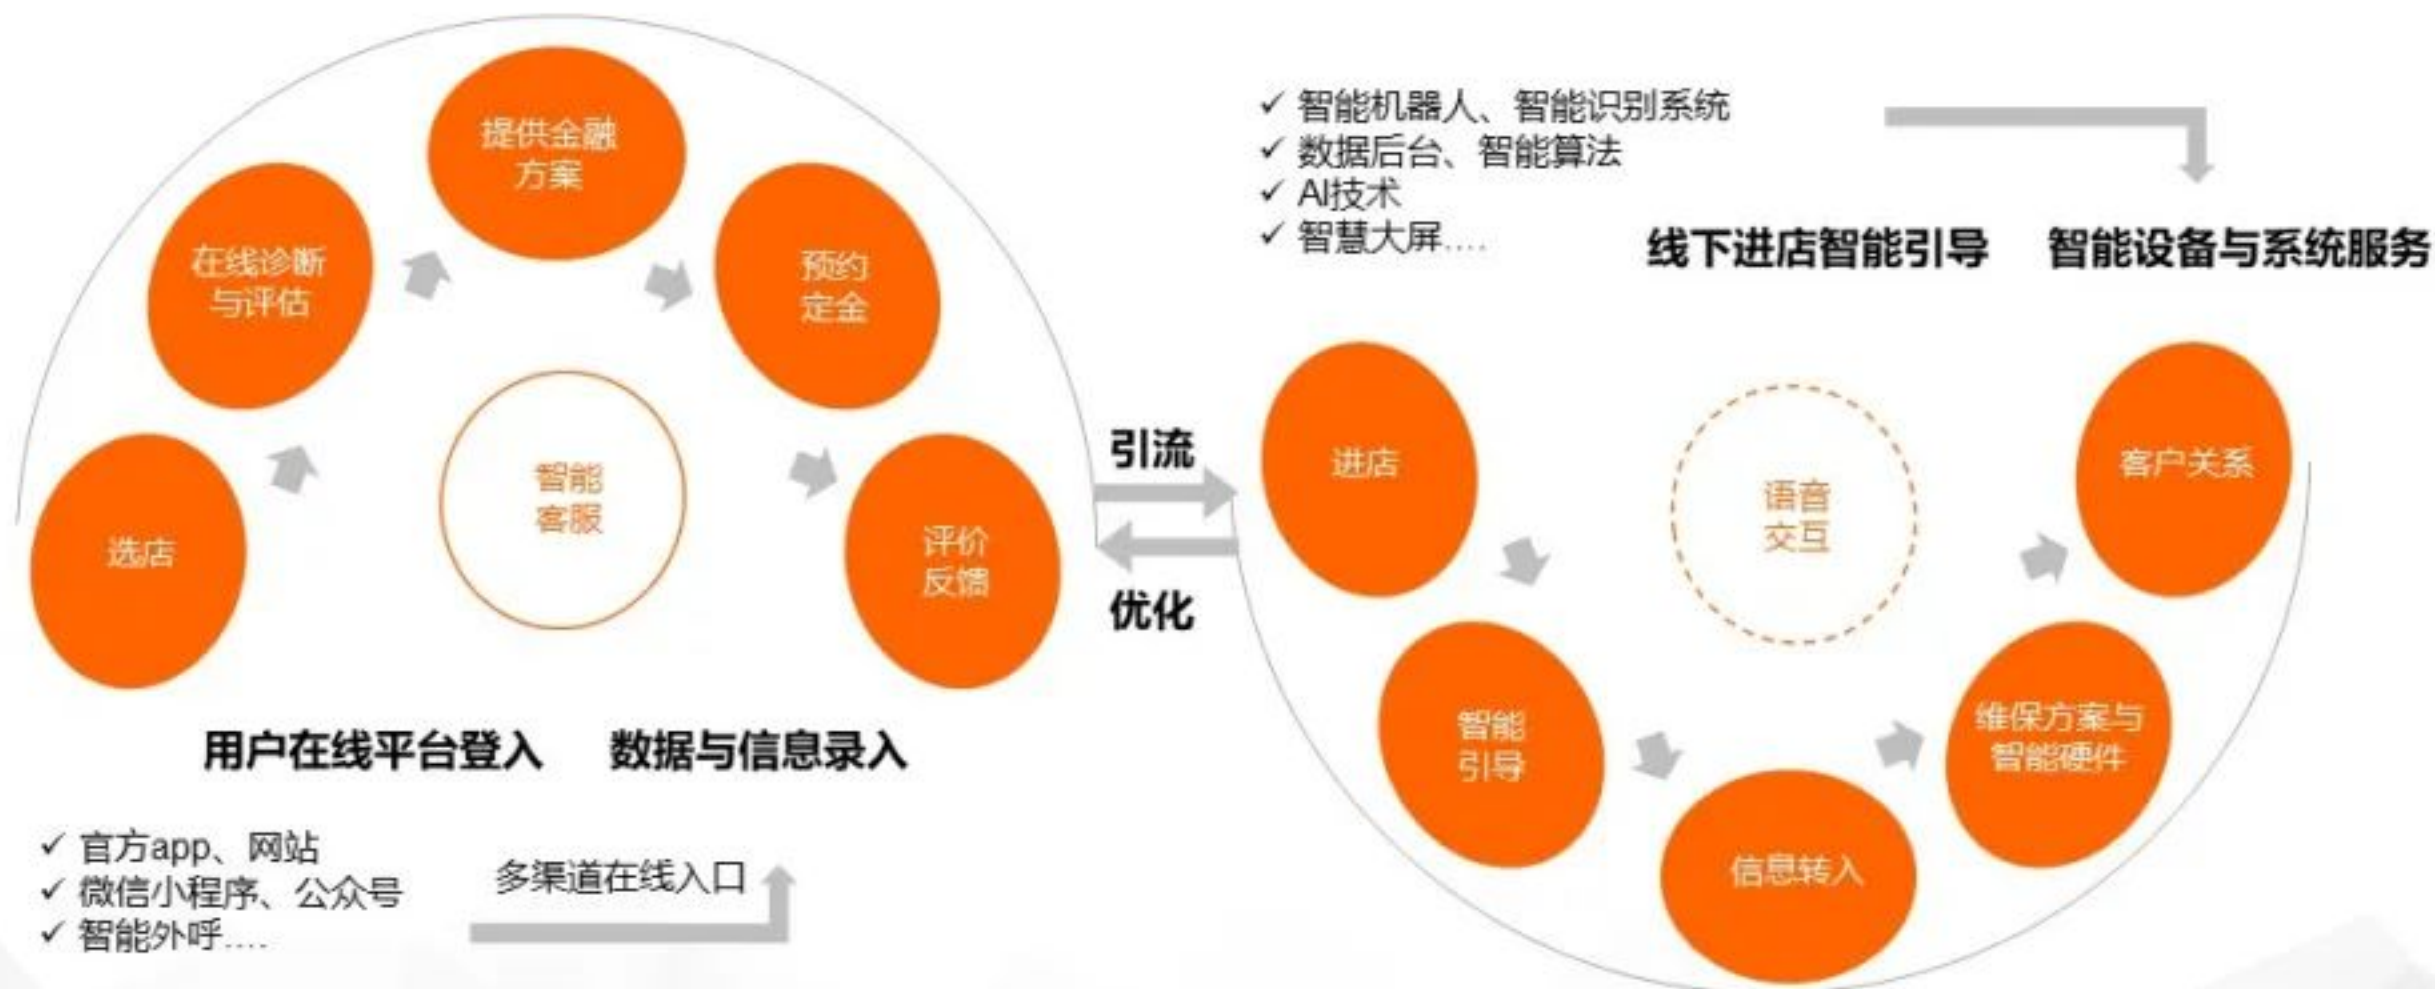 提供金融
方案
在线诊断
与评估
预约
定金
选店
智能
客服
评价
反馈
用户在线平台登入 数据与信息录入
✓ 官方app、网站
✓ 微信小程序、公众号
✓ 智能外呼....
多渠道在线入口
引流
优化
✓ 智能机器人、智能识别系统
✓ 数据后台、智能算法
✓ AI技术
✓ 智慧大屏....
线下进店智能引导 智能设备与系统服务
进店
语音
交互
客户关系
智能
引导
维保方案与
智能硬件
信息转入